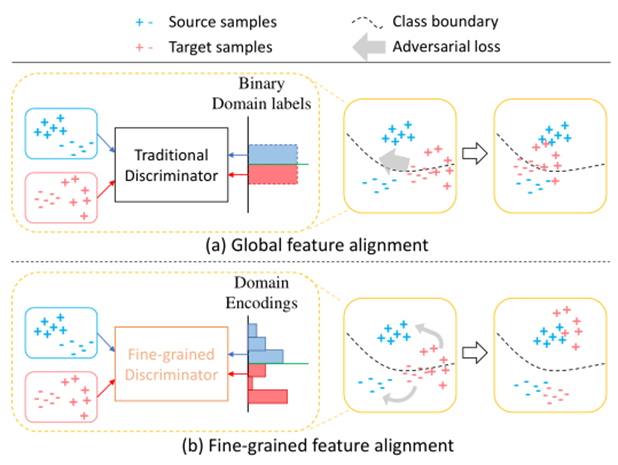 + - Source samples
Class boundary
+ - Target samples
Adversarial loss
Binary
Domain labels
Traditional
Discriminator
(a) Global feature alignment
Domain
Encodings
Fine-grained
Discriminator
(b) Fine-grained feature alignment